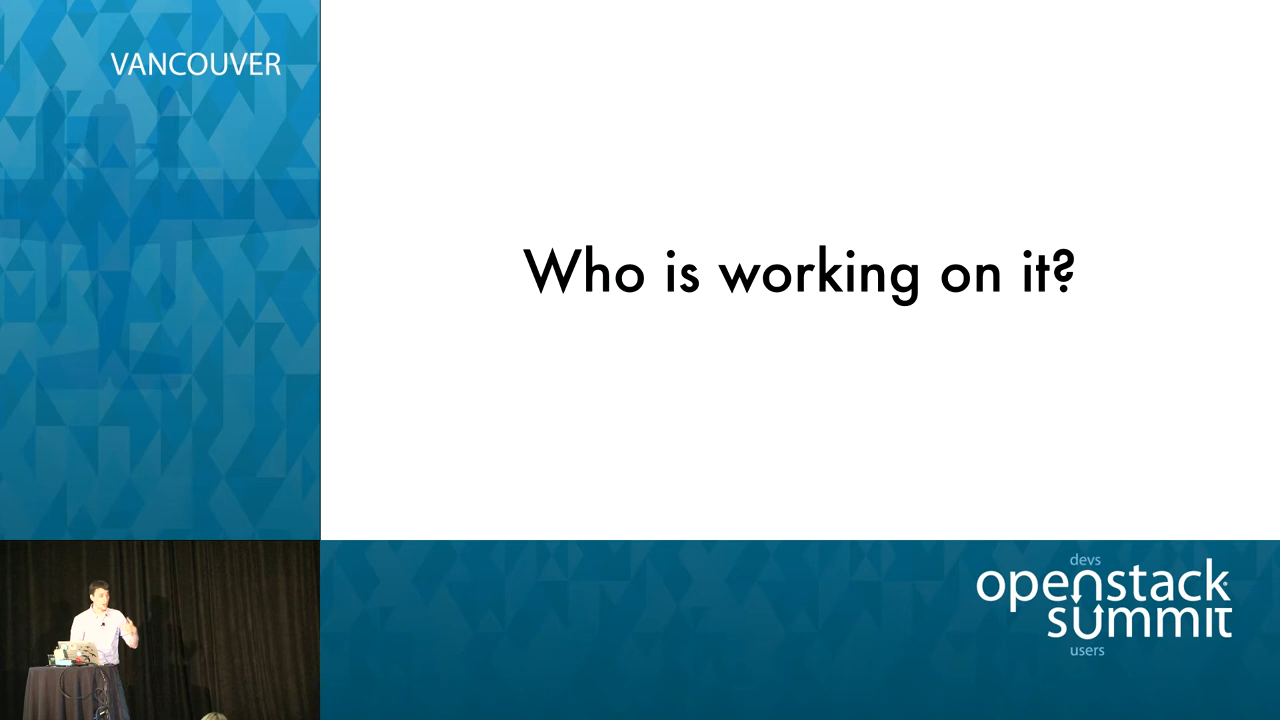 VANCOUVER
Who is working on it?
devs
openstack
summit
users